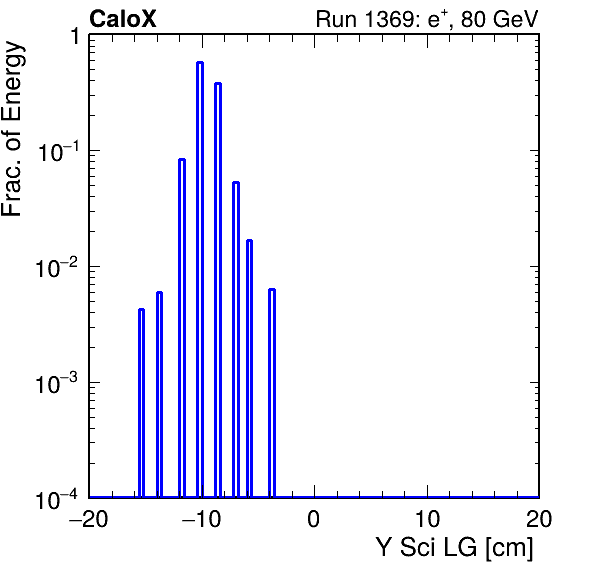 CaloX Run 1369: e⁺, 80 GeV
Frac. of Energy
1
10⁻¹
10⁻²
10⁻³
10⁻⁴
−20 −10 0 10 20
Y Sci LG [cm]